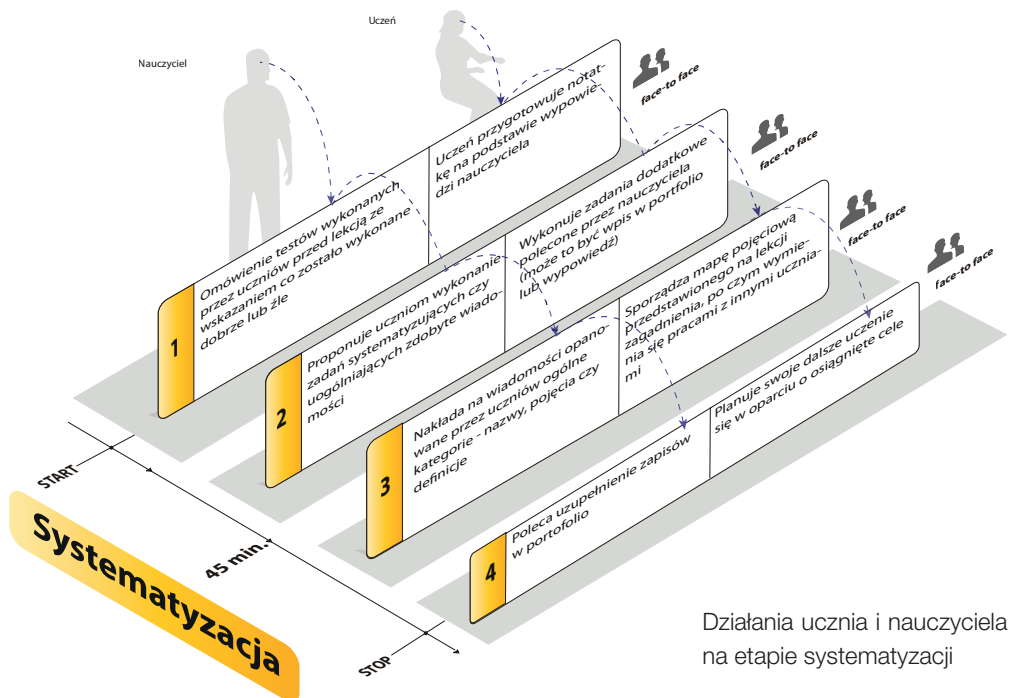 Nauczyciel
Uczeń
1
Omówienie testów wykonanych
przez uczniów przed lekcją ze
wskazaniem co zostało wykonane
dobrze lub źle
Uczeń przygotowuje notat-
kę na podstawie wypowie-
dzi nauczyciela
face-to face
2
Proponuje uczniom wykonanie
zadań systematyzujących czy
uogólniających zdobyte wiado-
mości
Wykonuje zadania dodatkowe
polecone przez nauczyciela
(może to być wpis w portfolio
lub wypowiedź)
face-to face
3
Nakłada na wiadomości opano-
wane przez uczniów ogólne
kategorie - nazwy, pojęcia czy
definicje
Sporządza mapę pojęciową
przedstawionego na lekcji
zagadnienia, po czym wymie-
nia się pracami z innymi ucznia-
mi
face-to face
4
Poleca uzupełnienie zapisów
w portofolio
Planuje swoje dalsze uczenie
się w oparciu o osiągnięte cele
face-to face
START
45 min.
STOP
Systematyzacja
Działania ucznia i nauczyciela
na etapie systematyzacji